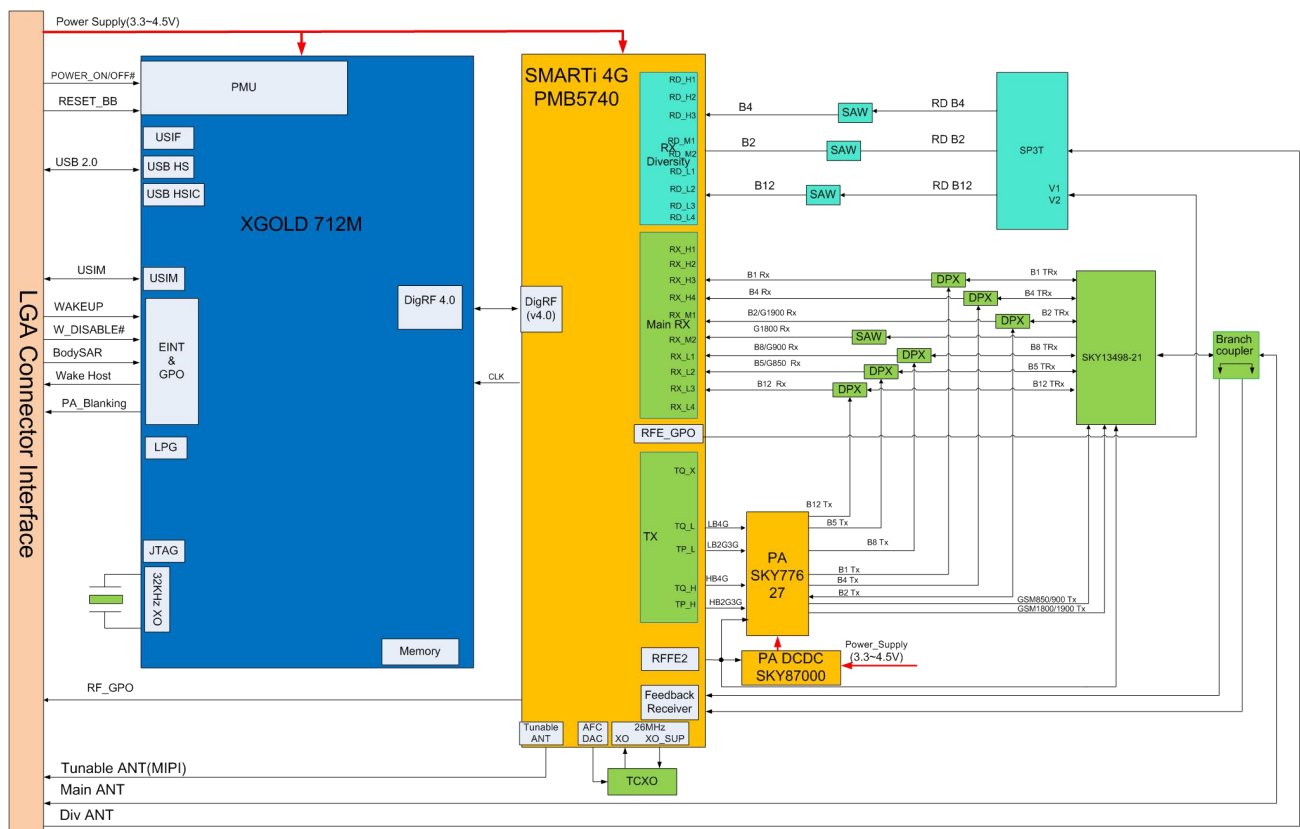 Power Supply(3.3~4.5V)
POWER_ON/OFF#
RESET_BB
USB 2.0
USIM
WAKEUP
W_DISABLE#
BodySAR
Wake Host
PA_Blanking
RF_GPO
Tunable ANT(MIPI)
Main ANT
Div ANT
LGA Connector Interface
PMU
USIF
USB HS
USB HSIC
XGOLD 712M
USIM
EINT
&
GPO
LPG
JTAG
32KHz XO
Memory
DigRF 4.0
CLK
SMARTi 4G
PMB5740
DigRF
(v4.0)
RD_H1
RD_H2
RD_H3
RD_M1
RD_M2
RX
Diversity
RD_L1
RD_L2
RD_L3
RD_L4
RX_H1
RX_H2
RX_H3
RX_H4
RX_M1
Main RX
RX_M2
RX_L1
RX_L2
RX_L3
RX_L4
RFE_GPO
TQ_X
TX
TQ_L
TP_L
TQ_H
TP_H
RFFE2
Feedback
Receiver
Tunable
ANT
AFC
DAC
26MHz
XO XO_SUP
TCXO
B4
SAW
RD B4
B2
SAW
RD B2
B12
SAW
RD B12
SP3T
V1
V2
B1 Rx
DPX
B1 TRx
B4 Rx
DPX
B4 TRx
B2/G1900 Rx
DPX
B2 TRx
G1800 Rx
SAW
B8/G900 Rx
DPX
B8 TRx
B5/G850 Rx
DPX
B5 TRx
B12 Rx
DPX
B12 TRx
SKY13498-21
Branch
coupler
LB4G
LB2G3G
HB4G
HB2G3G
PA
SKY776
27
B12 Tx
B5 Tx
B8 Tx
B1 Tx
B4 Tx
B2 Tx
GSM850/900 Tx
GSM1800/1900 Tx
Power_Supply
(3.3~4.5V)
PA DCDC
SKY87000